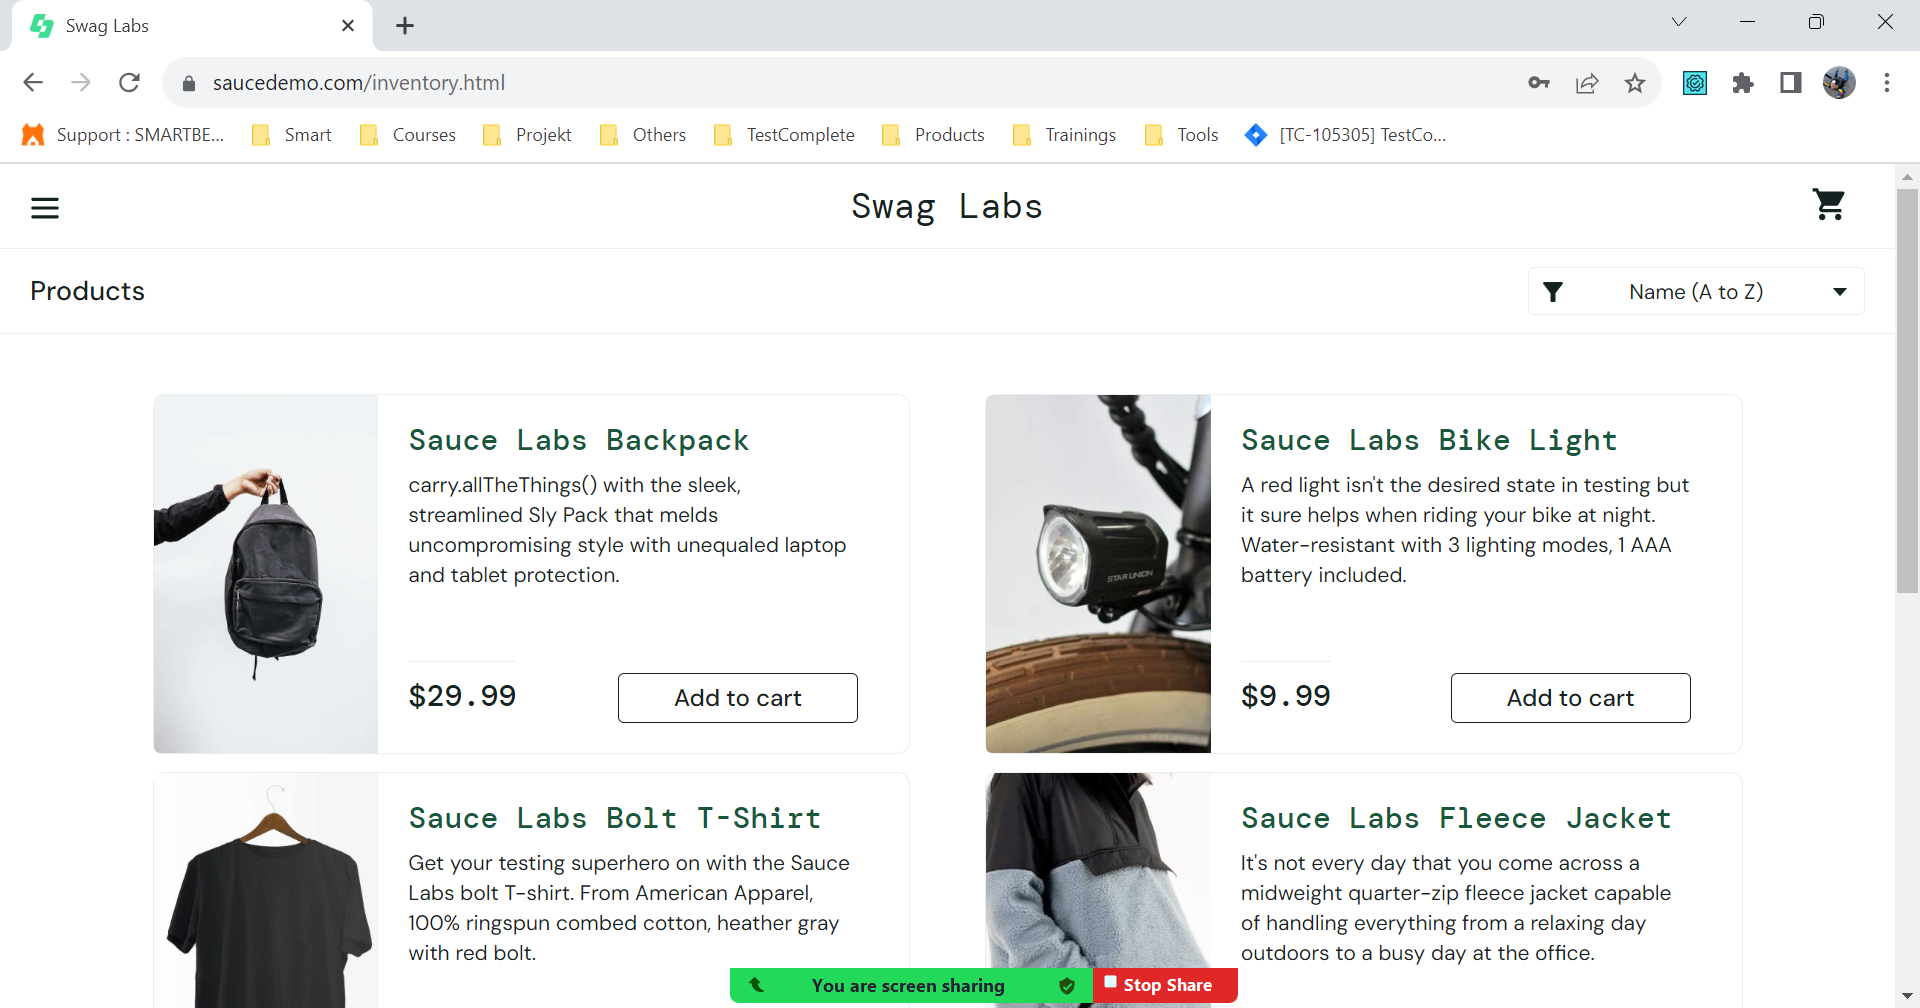 Swag Labs
saucedemo.com/inventory.html
Support : SMARTBE... Smart Courses Projekt Others TestComplete Products Trainings Tools [TC-105305] TestCo...
Swag Labs
Products
Name (A to Z)
Sauce Labs Backpack
carry.allTheThings() with the sleek,
streamlined Sly Pack that melds
uncompromising style with unequaled laptop
and tablet protection.
$29.99
Add to cart
Sauce Labs Bike Light
A red light isn't the desired state in testing but
it sure helps when riding your bike at night.
Water-resistant with 3 lighting modes, 1 AAA
battery included.
STAR UNION
$9.99
Add to cart
Sauce Labs Bolt T-Shirt
Get your testing superhero on with the Sauce
Labs bolt T-shirt. From American Apparel,
100% ringspun combed cotton, heather gray
with red bolt.
Sauce Labs Fleece Jacket
It's not every day that you come across a
midweight quarter-zip fleece jacket capable
of handling everything from a relaxing day
outdoors to a busy day at the office.
You are screen sharing
Stop Share